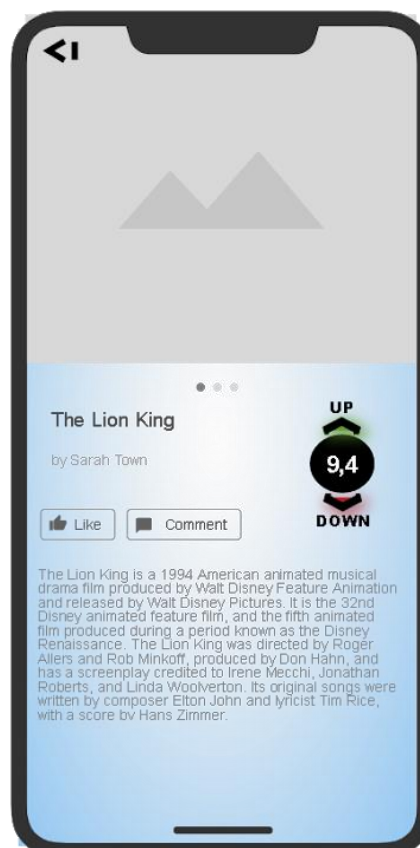 The Lion King
by Sarah Town
UP
9,4
DOWN
Like
Comment
The Lion King is a 1994 American animated musical
drama film produced by Walt Disney Feature Animation
and released by Walt Disney Pictures. It is the 32nd
Disney animated feature film, and the fifth animated
film produced during a period known as the Disney
Renaissance. The Lion King was directed by Roger
Allers and Rob Minkoff, produced by Don Hahn, and
has a screenplay credited to Irene Mecchi, Jonathan
Roberts, and Linda Woolverton. Its original songs were
written by composer Elton John and lyricist Tim Rice,
with a score by Hans Zimmer.